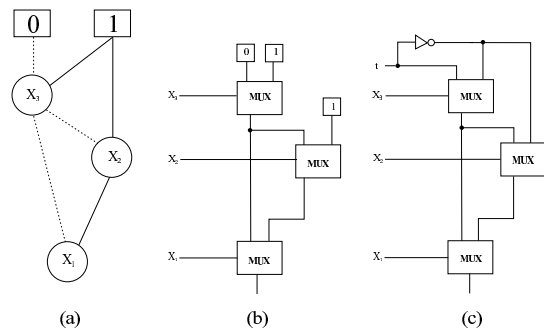 0 1
X3
X2
X1
(a)
0 1
X3 MUX
1
X2 MUX
X1 MUX
(b)
t
X3 MUX
X2 MUX
X1 MUX
(c)